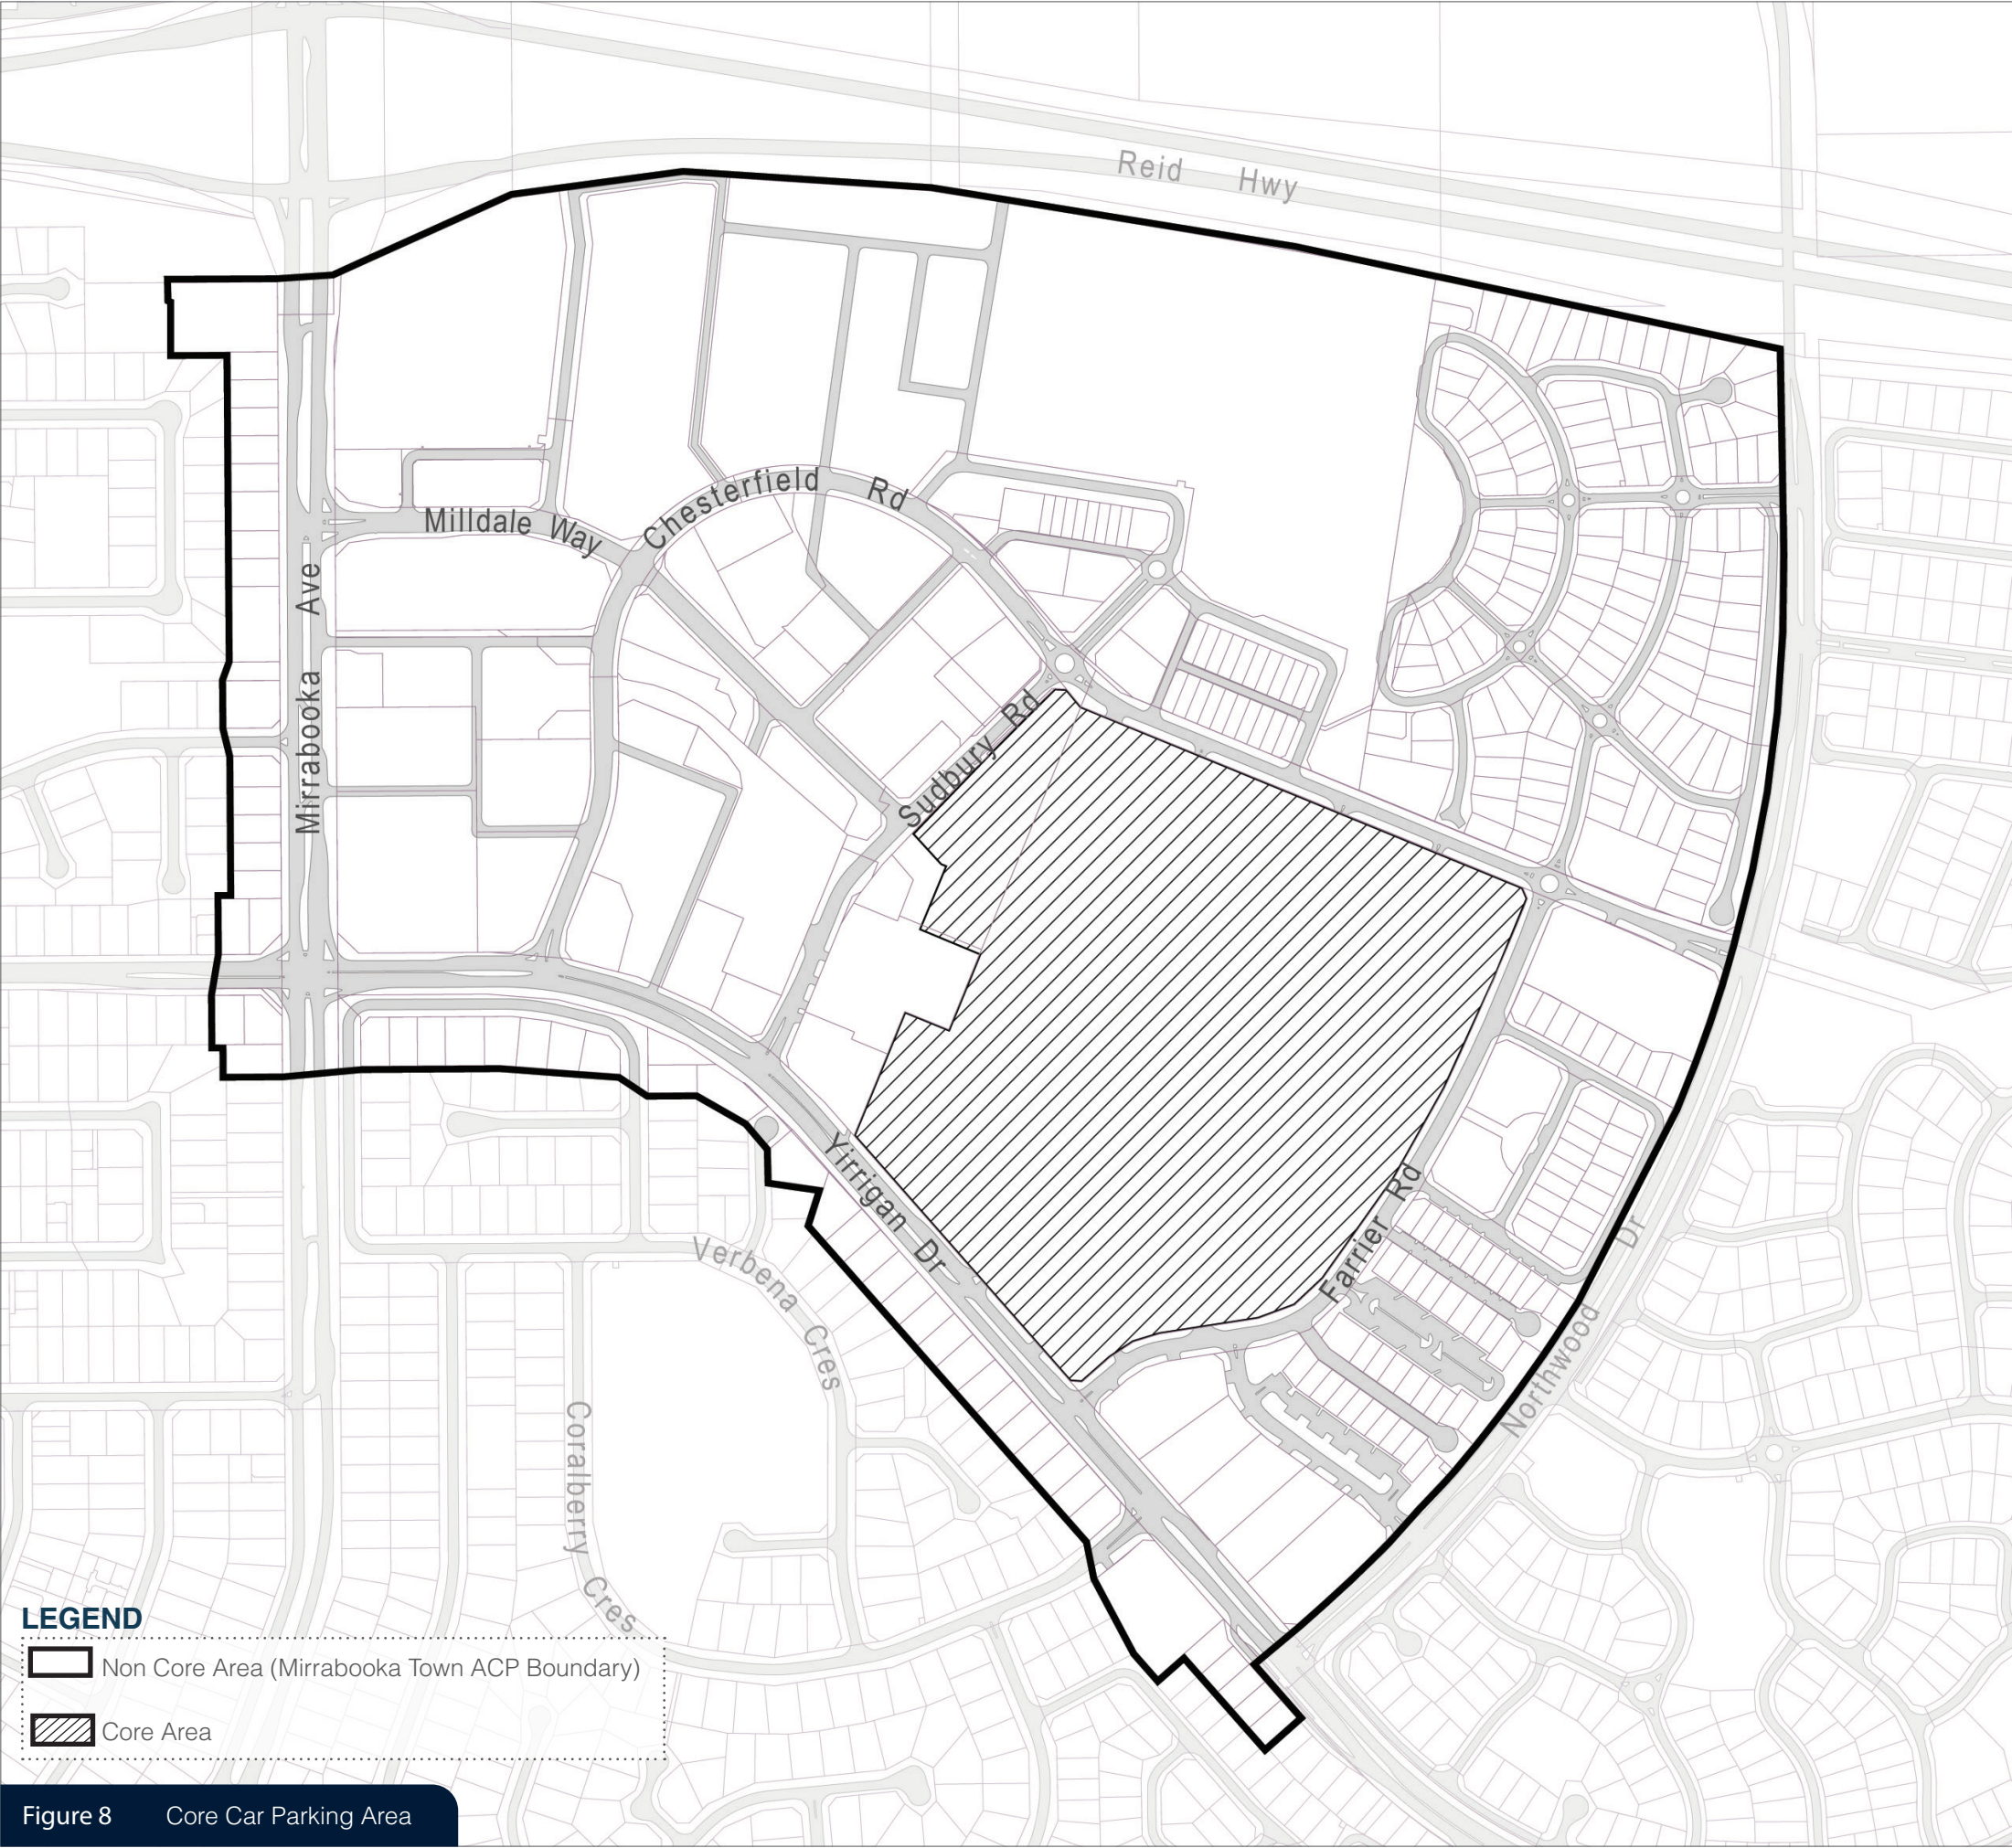 Reid Hwy
Chesterfield Rd
Milldale Way
Mirrabooka Ave
Sudbury Rd
Yirrigan Dr
Farrier Rd
Northwood Dr
Verbena Cres
Coralberry Cres
LEGEND
Non Core Area (Mirrabooka Town ACP Boundary)
Core Area
Figure 8 Core Car Parking Area